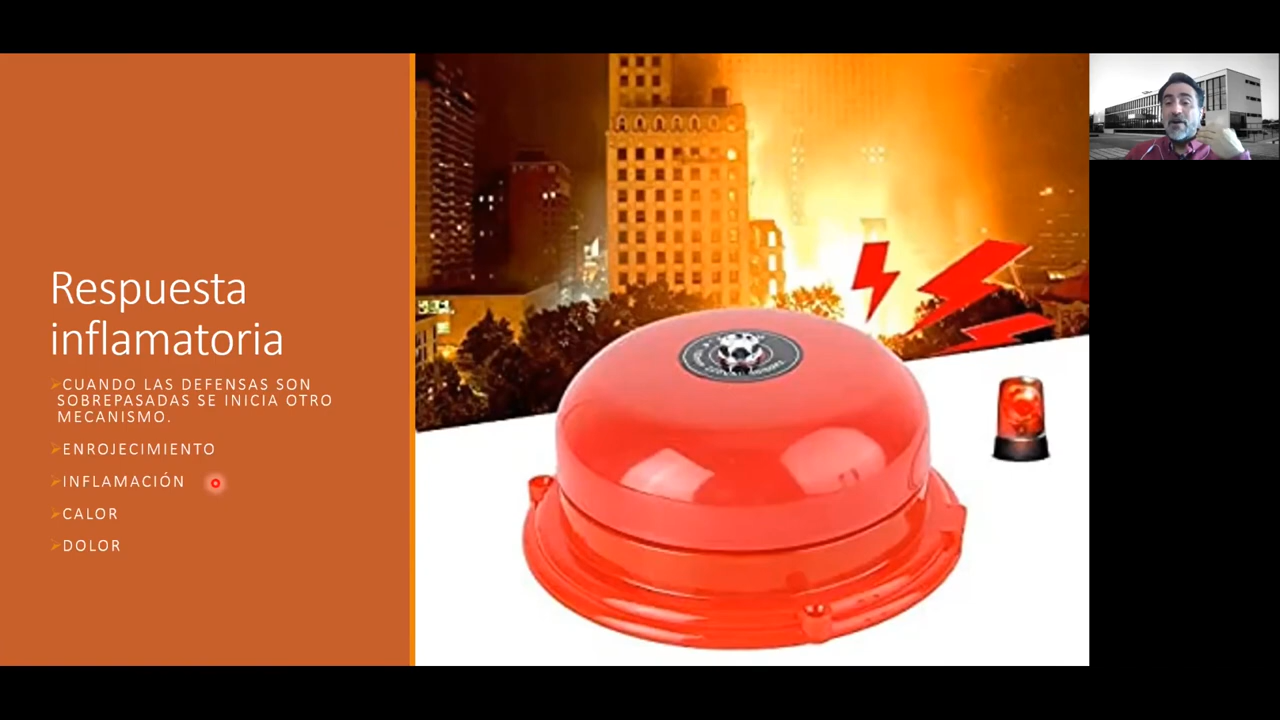 Respuesta
inflamatoria
CUANDO LAS DEFENSAS SON
SOBREPASADAS SE INICIA OTRO
MECANISMO.
ENROJECIMIENTO
INFLAMACIÓN
CALOR
DOLOR